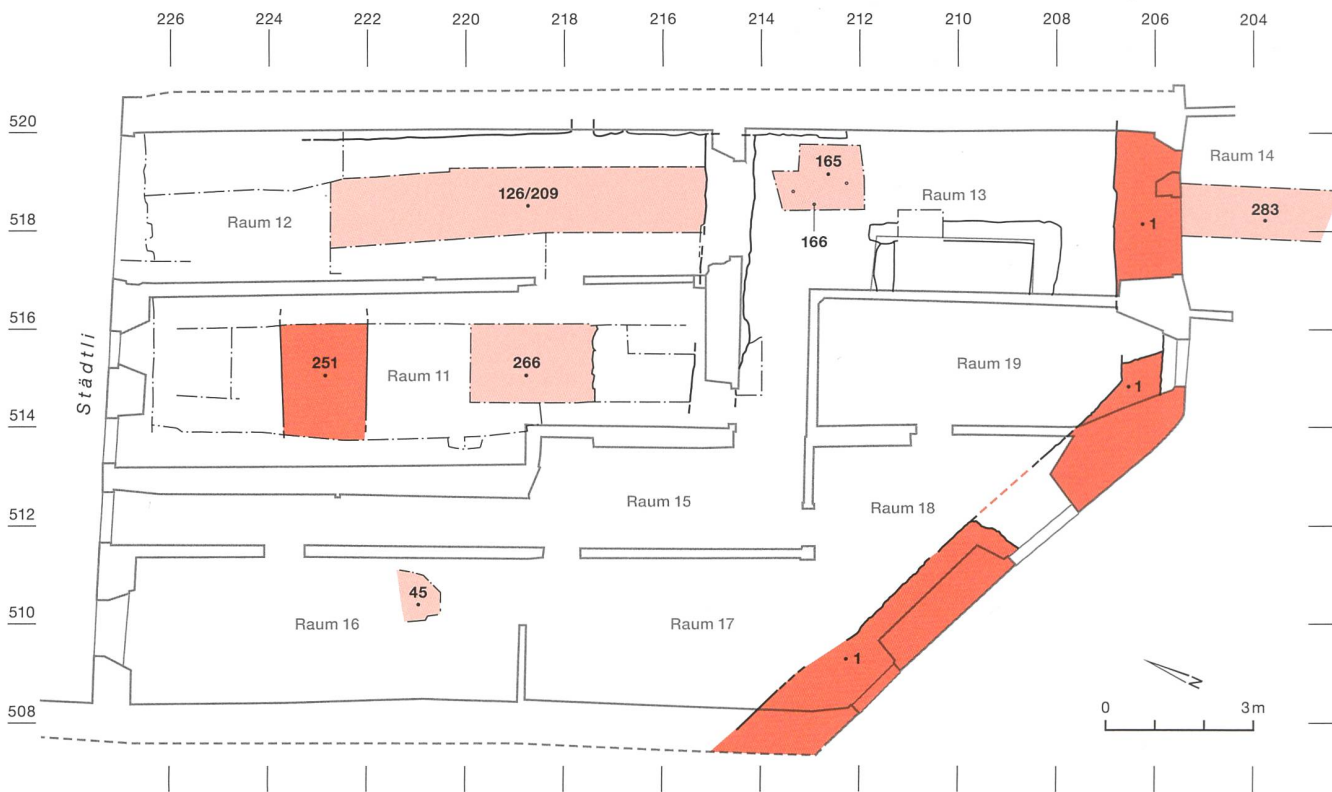 226 224 222 220 218 216 214 212 210 208 206 204
520
165
Raum 14
126/209
Raum 13
283
518
Raum 12
1
166
516
251
266
Raum 11
Raum 19
1
Städtli
514
Raum 15
Raum 18
512
45
510
Raum 16
Raum 17
1
N
508
0 3m